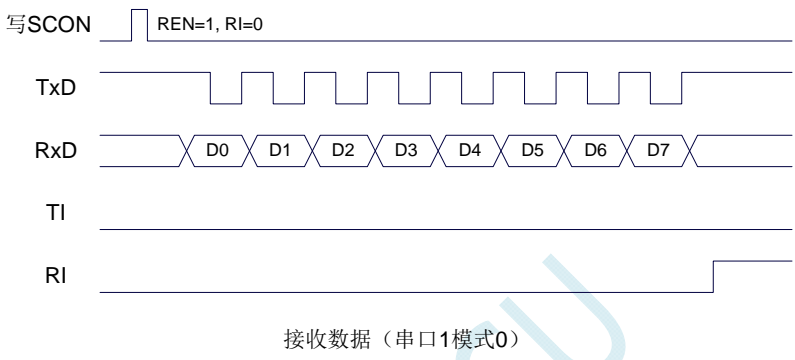 写SCON REN=1, RI=0
TxD
RxD D0 D1 D2 D3 D4 D5 D6 D7
TI
RI
接收数据（串口1模式0）